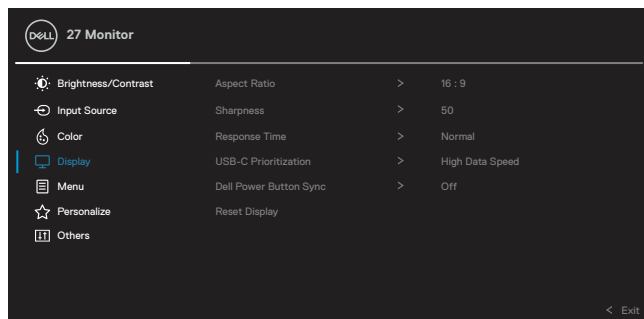 DELL 27 Monitor
Brightness/Contrast Aspect Ratio > 16 : 9
Input Source Sharpness > 50
Color Response Time > Normal
Display USB-C Prioritization > High Data Speed
Menu Dell Power Button Sync > Off
Personalize Reset Display
Others
< Exit